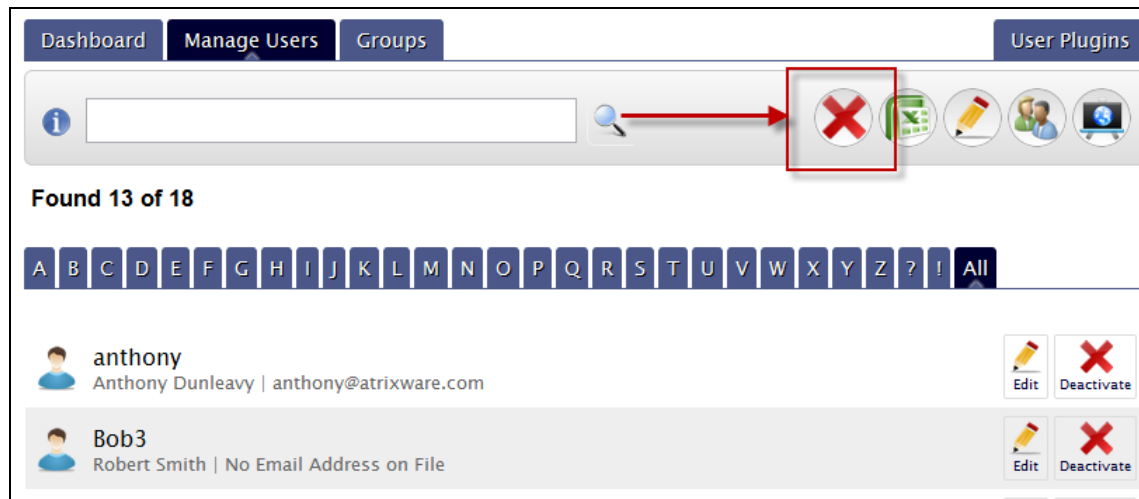 Dashboard Manage Users Groups User Plugins
Found 13 of 18
A B C D E F G H I J K L M N O P Q R S T U V W X Y Z ? ! All
anthony
Anthony Dunleavy | anthony@atrixware.com
Edit Deactivate
Bob3
Robert Smith | No Email Address on File
Edit Deactivate